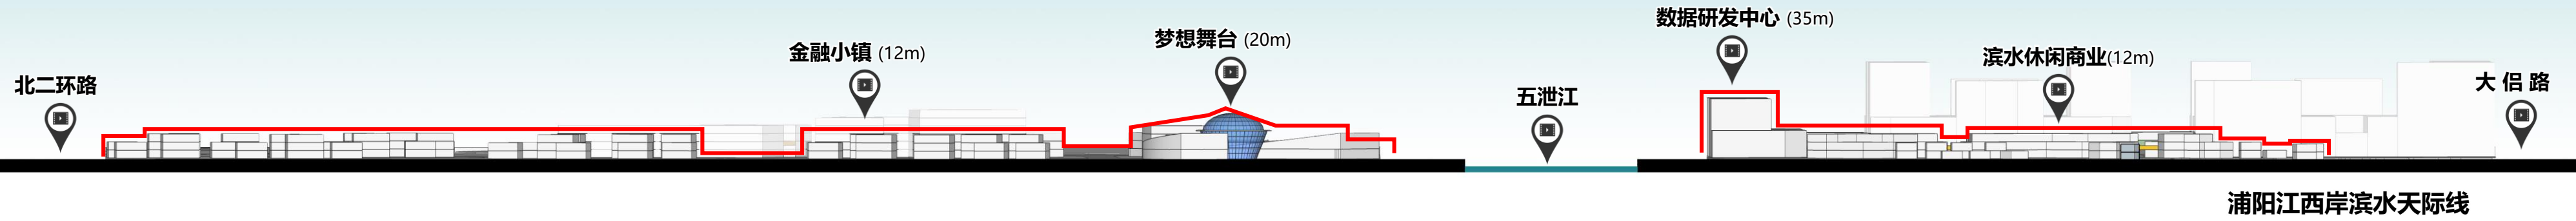 北二环路
金融小镇 (12m)
梦想舞台 (20m)
五泄江
数据研发中心 (35m)
滨水休闲商业(12m)
大 侣 路
浦阳江西岸滨水天际线